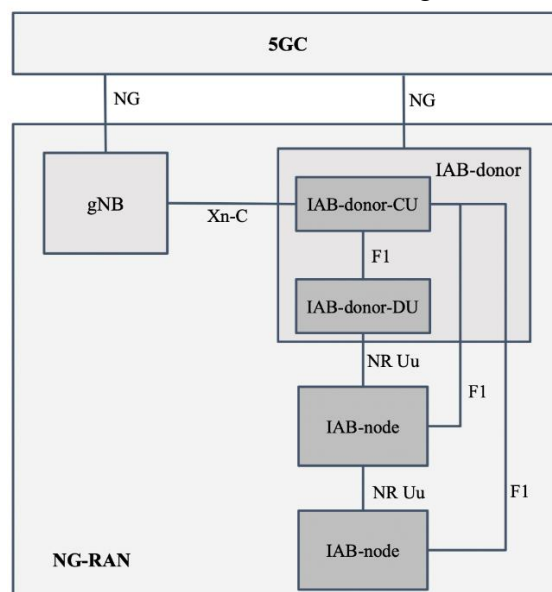 5GC
NG
NG
IAB-donor
gNB
Xn-C
IAB-donor-CU
F1
IAB-donor-DU
NR Uu
F1
IAB-node
NR Uu
F1
IAB-node
NG-RAN